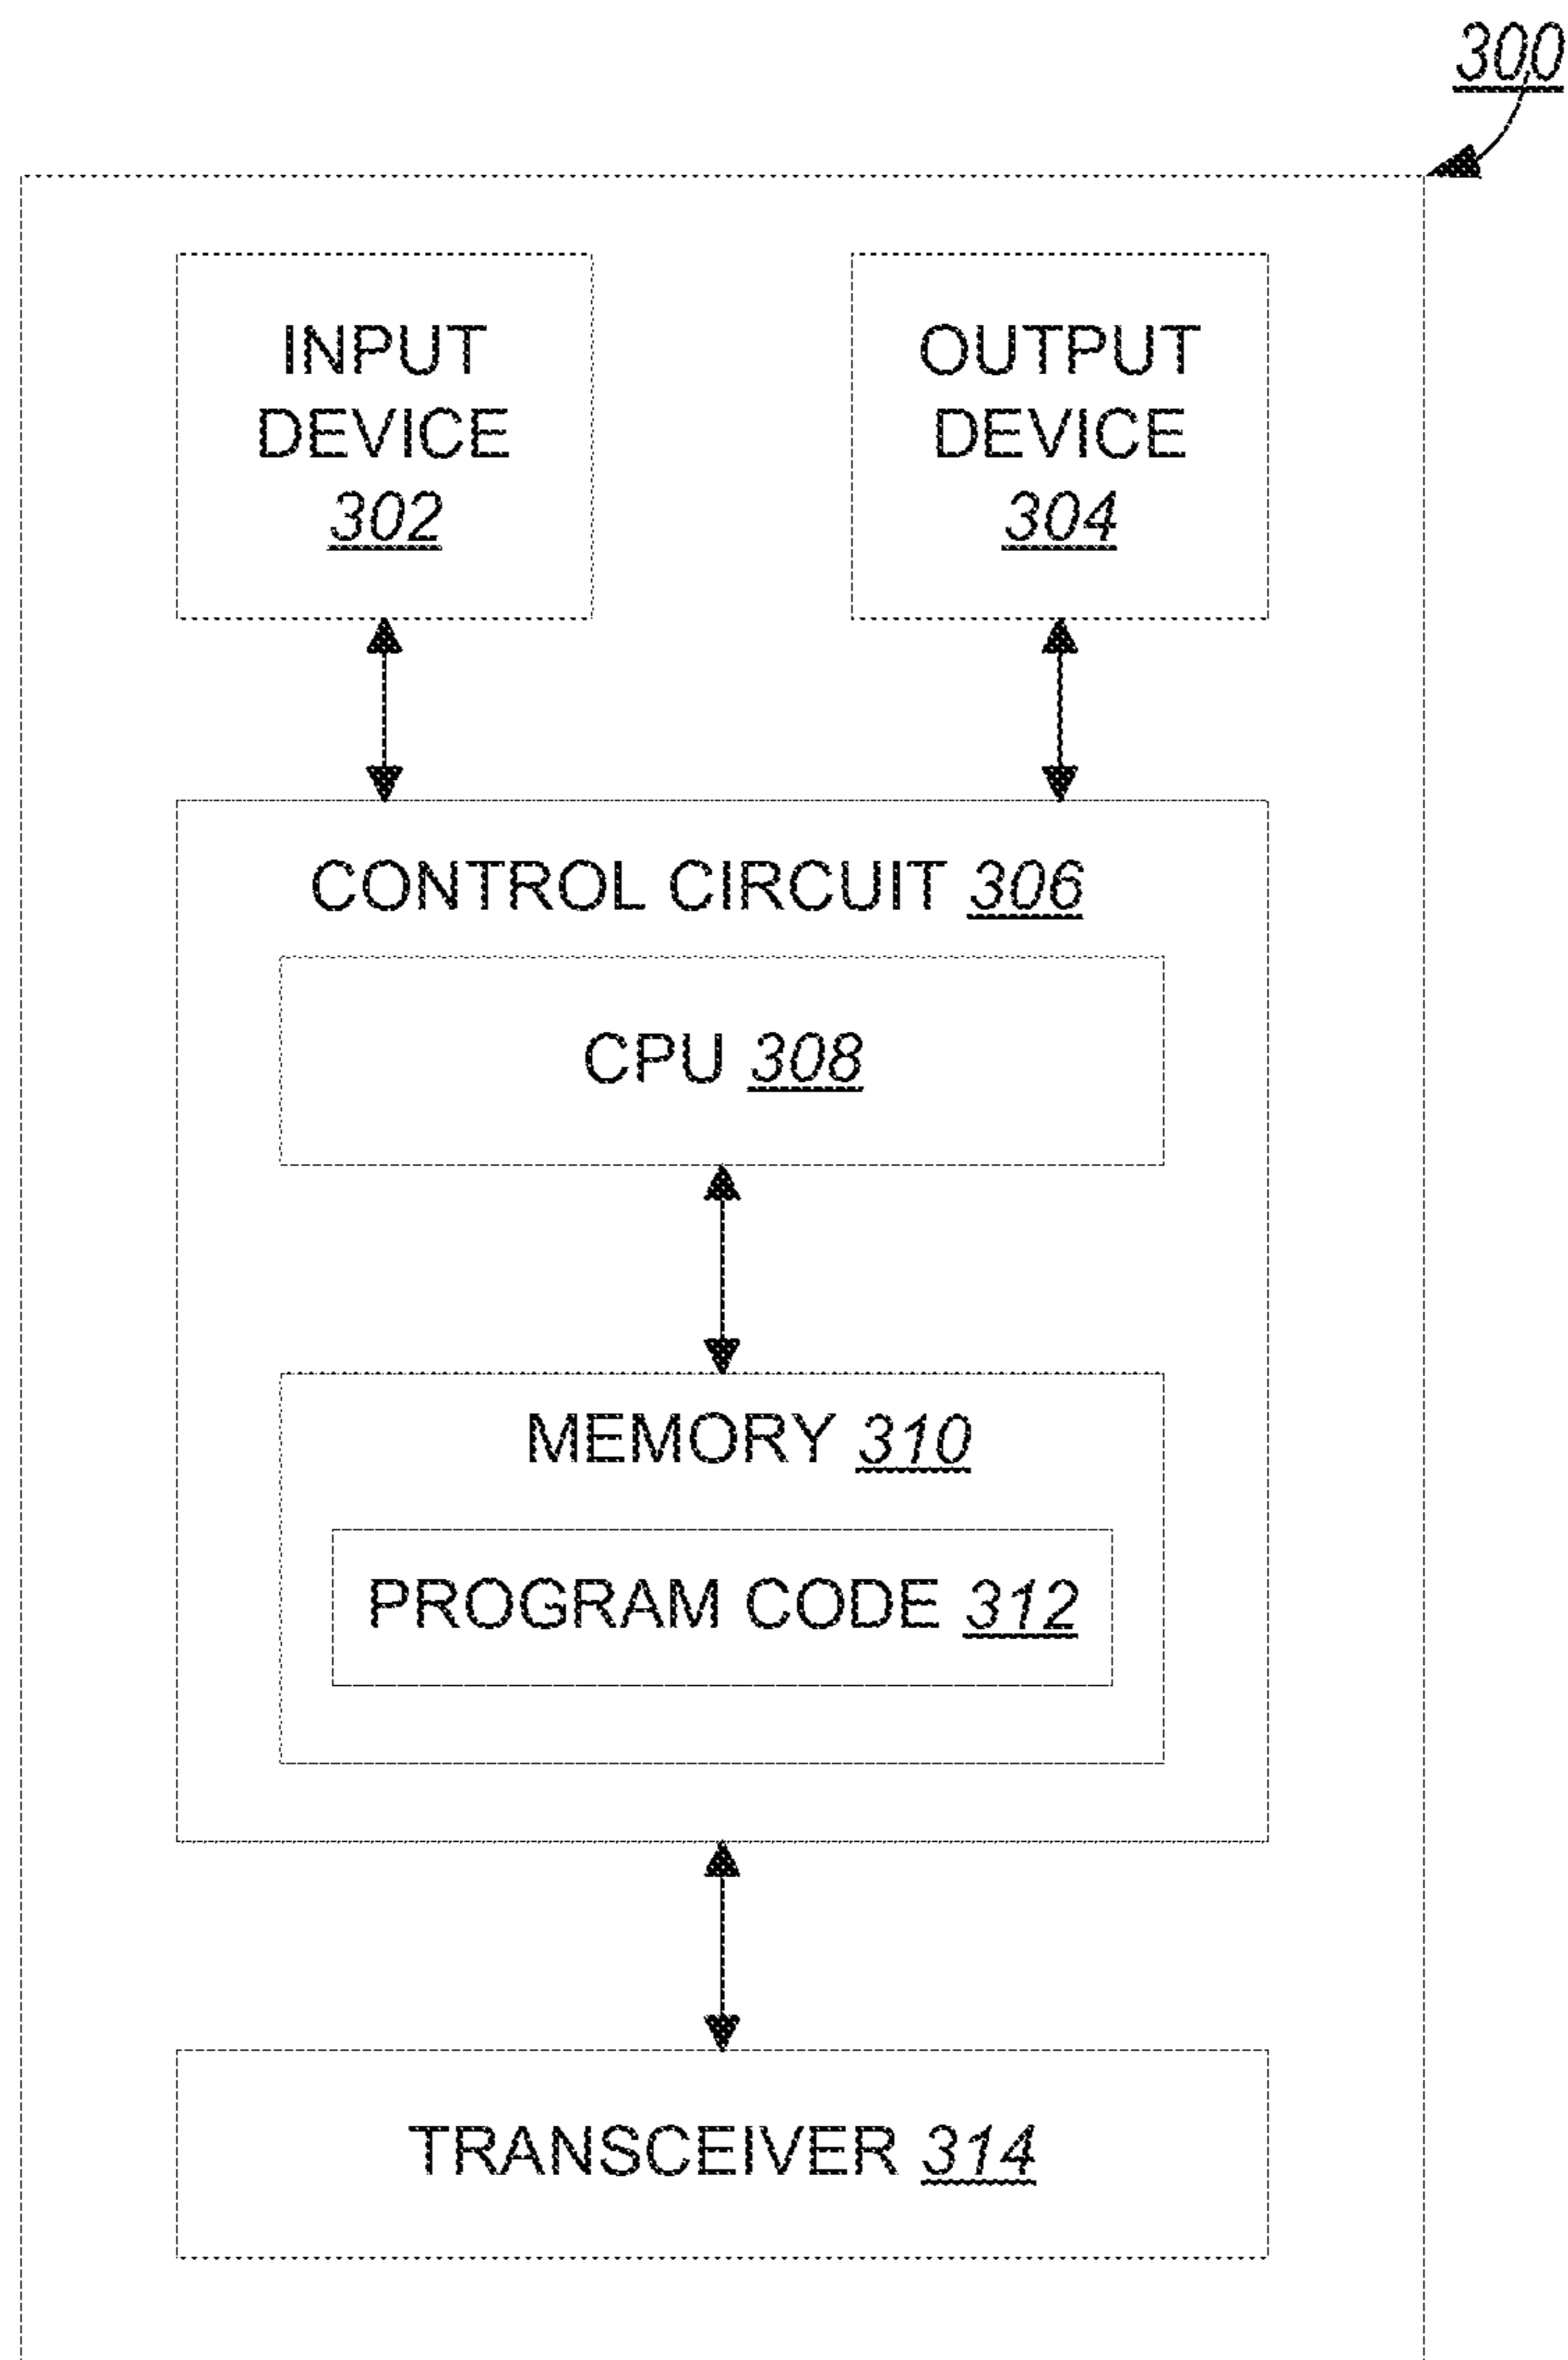 300
INPUT
DEVICE
302
OUTPUT
DEVICE
304
CONTROL CIRCUIT 306
CPU 308
MEMORY 310
PROGRAM CODE 312
TRANSCEIVER 314